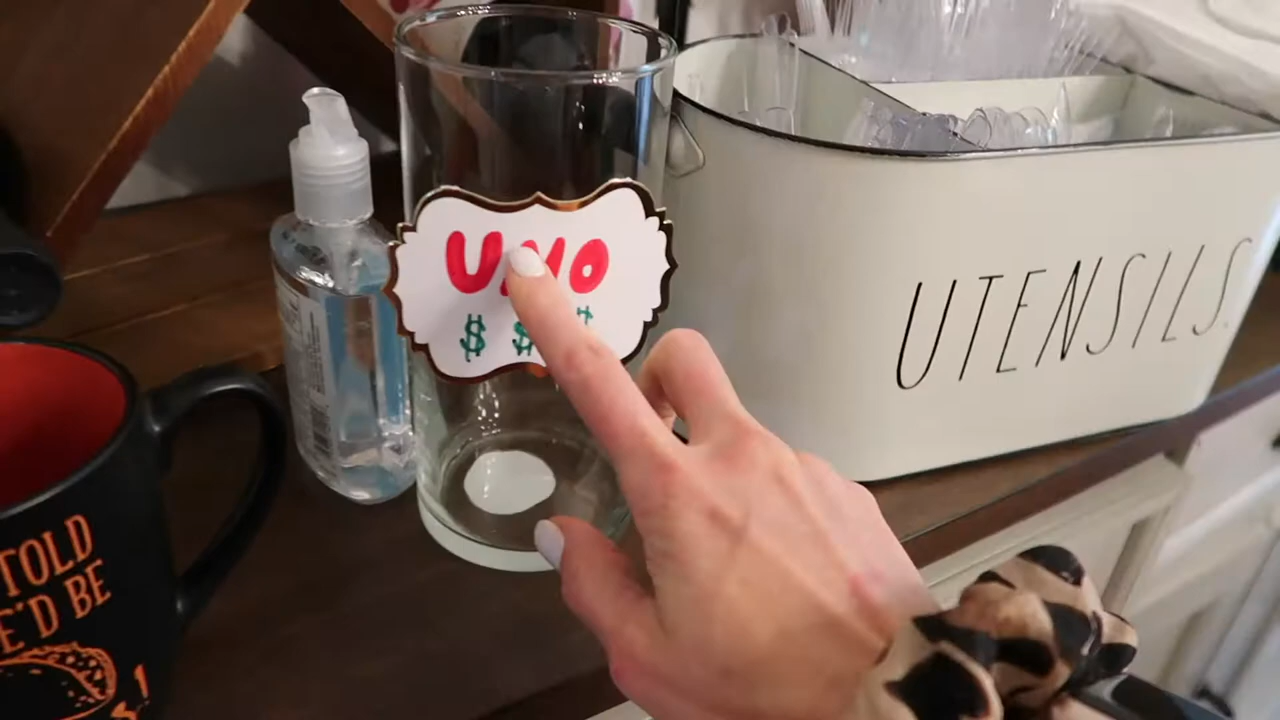 UNO
$ $ $
UTENSILS.
TOLD
E'D BE
!